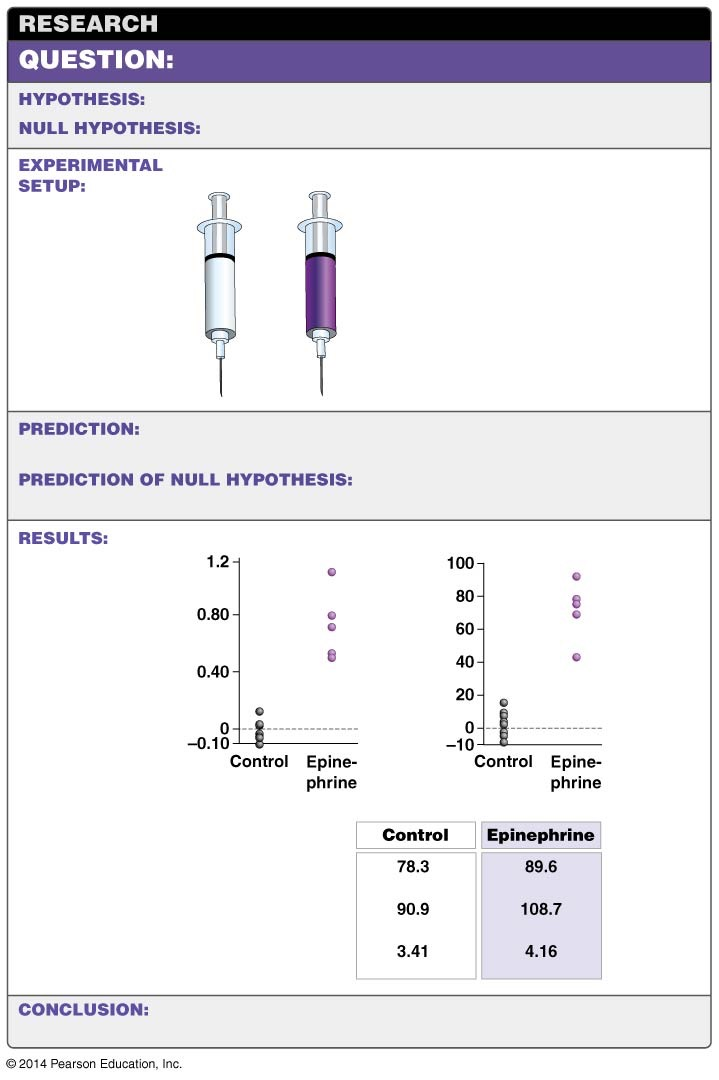 RESEARCH
QUESTION:
HYPOTHESIS:
NULL HYPOTHESIS:
EXPERIMENTAL
SETUP:
PREDICTION:
PREDICTION OF NULL HYPOTHESIS:
RESULTS:
1.2
0.80
0.40
0
–0.10
Control Epine-
phrine
100
80
60
40
20
0
–10
Control Epine-
phrine
Control Epinephrine
78.3 89.6
90.9 108.7
3.41 4.16
CONCLUSION:
© 2014 Pearson Education, Inc.